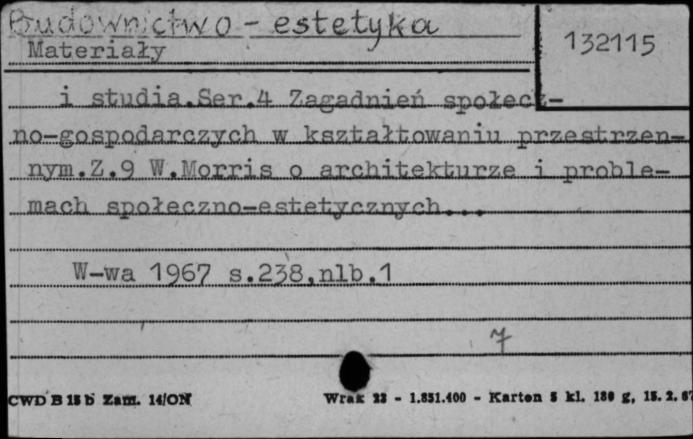 Budownictwo - estetyka
132115
Materiały
i studia.Ser.4 Zagadnień społecz-
no-gospodarczych w kształtowaniu przestrzen-
nym.Z.9 W.Morris o architekturze i proble-
mach społeczno-estetycznych...
W-wa 1967 s.238,nlb.1
7
CWD B 15 b Zam. 14/ON
Wrak 23 - 1.851.400 - Karton 5 kl. 180 g, 15.2.67